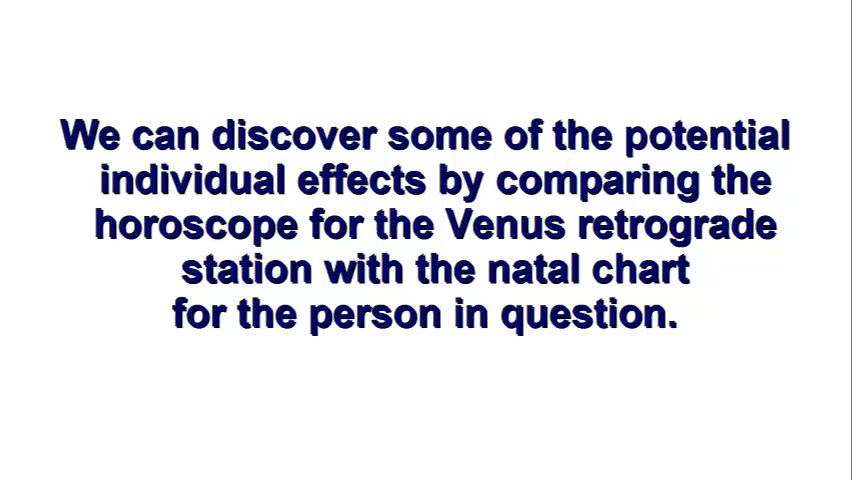 We can discover some of the potential
individual effects by comparing the
horoscope for the Venus retrograde
station with the natal chart
for the person in question.